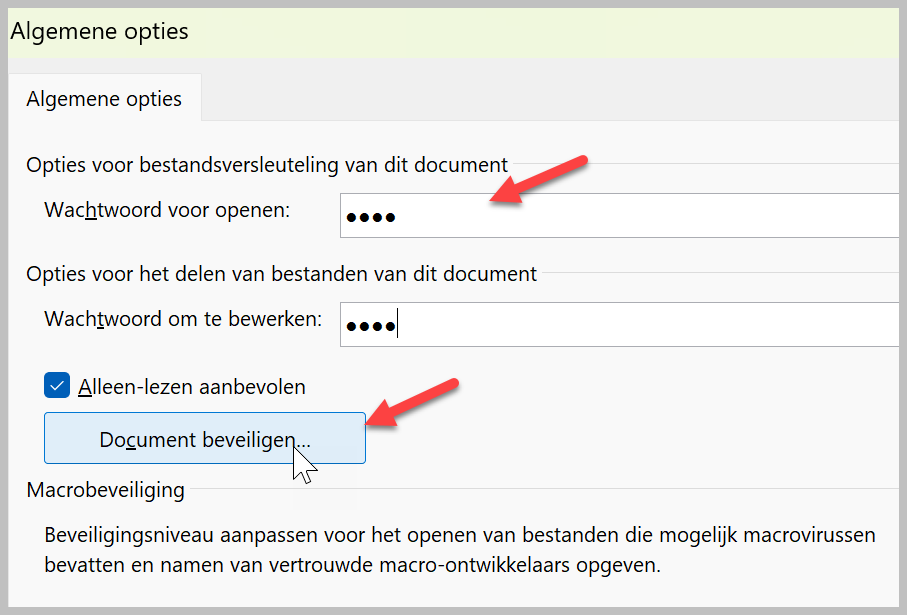 Algemene opties
Algemene opties
Opties voor bestandsversleuteling van dit document
Wachtwoord voor openen:
●●●●
Opties voor het delen van bestanden van dit document
Wachtwoord om te bewerken:
●●●●
Alleen-lezen aanbevolen
Document beveiligen...
Macrobeveiliging
Beveiligingsniveau aanpassen voor het openen van bestanden die mogelijk macrovirussen
bevatten en namen van vertrouwde macro-ontwikkelaars opgeven.